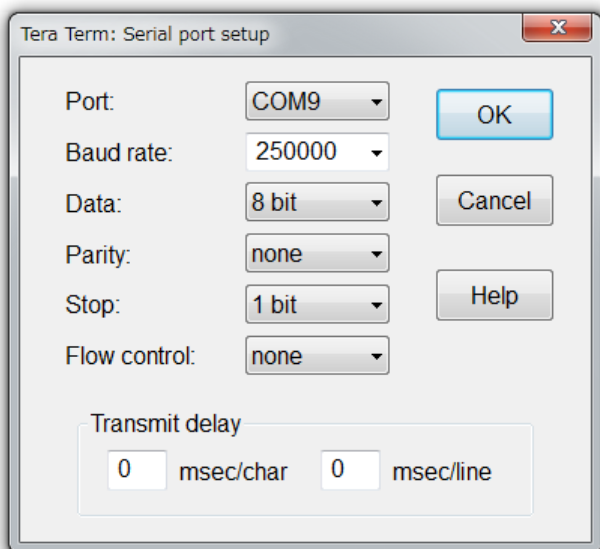 Tera Term: Serial port setup
Port: COM9 OK
Baud rate: 250000
Data: 8 bit Cancel
Parity: none
Stop: 1 bit Help
Flow control: none
Transmit delay
0 msec/char 0 msec/line